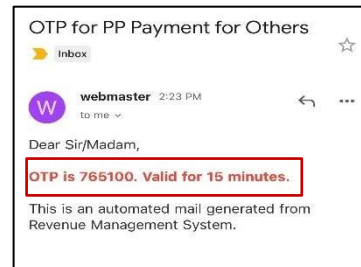 OTP for PP Payment for Others
Inbox
W
webmaster 2:23 PM
to me
Dear Sir/Madam,
OTP is 765100. Valid for 15 minutes.
This is an automated mail generated from
Revenue Management System.